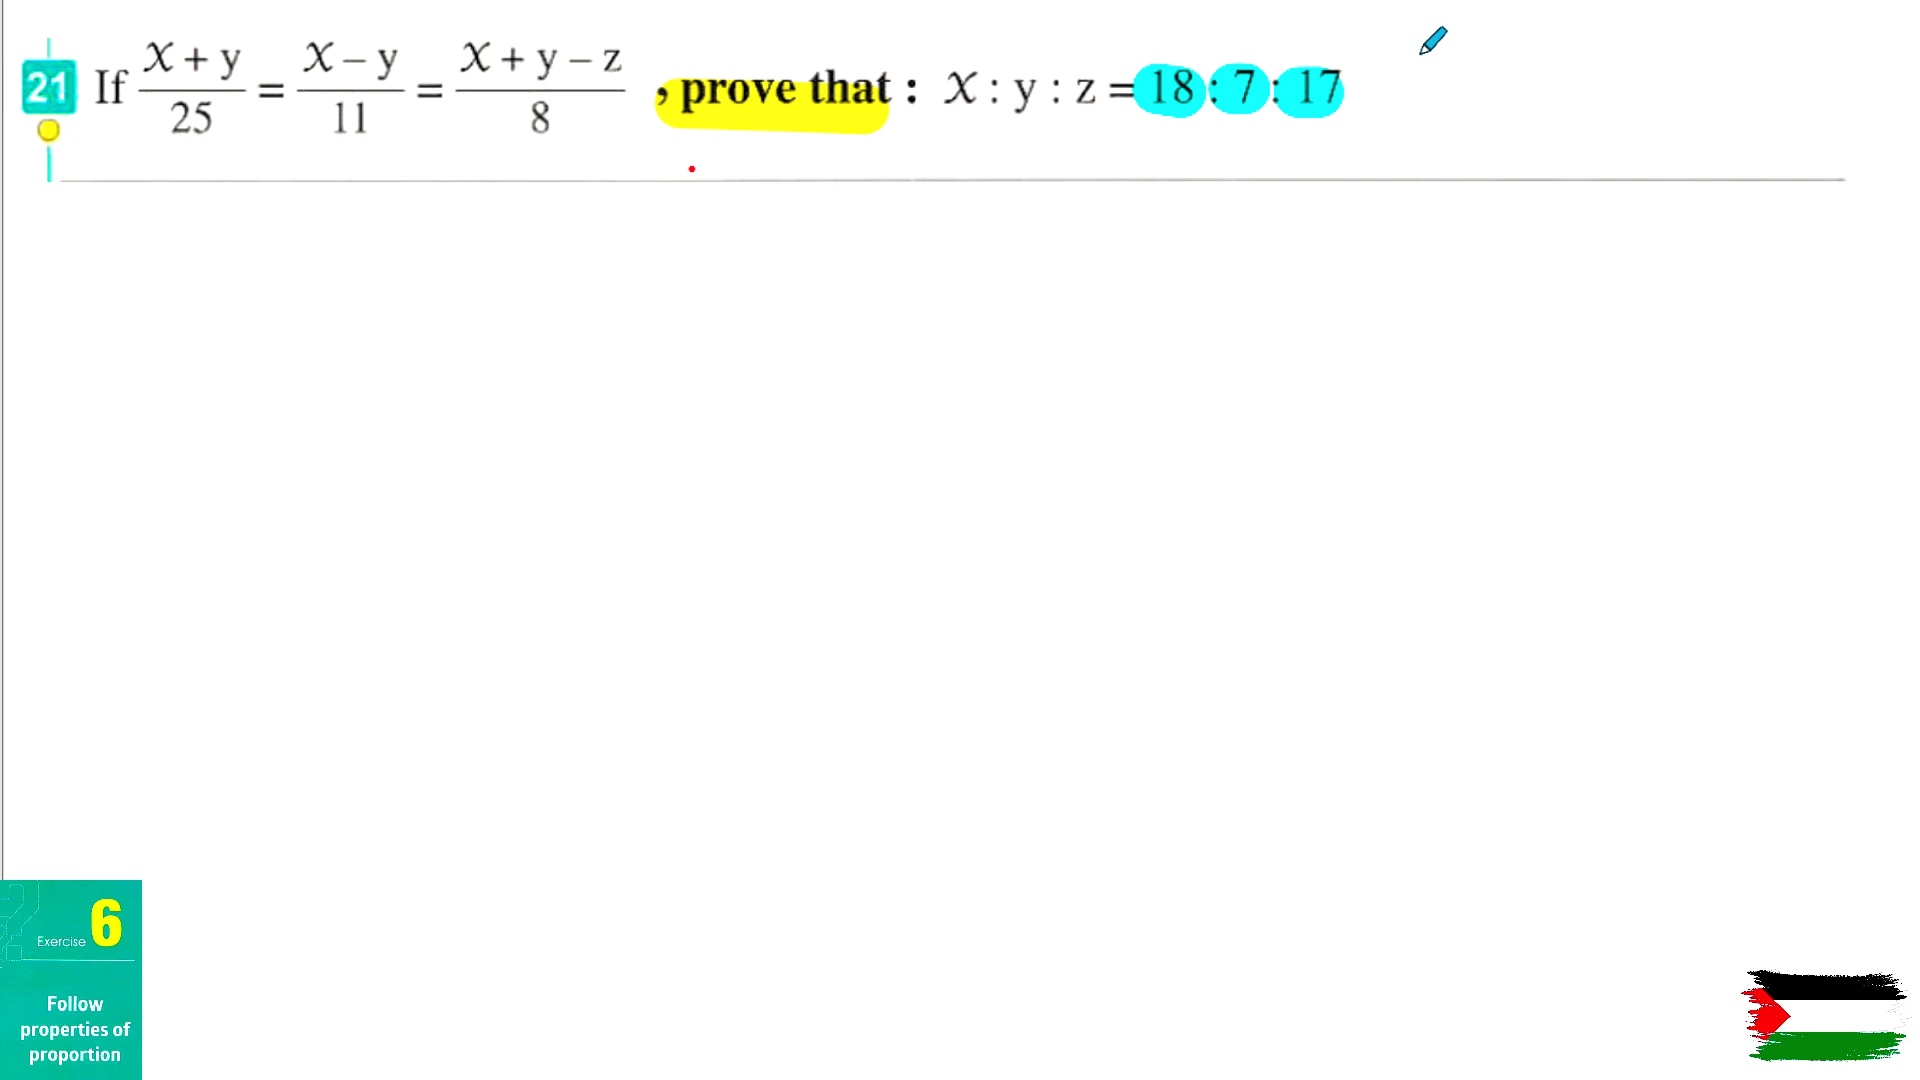 21 If (x + y)/25 = (x − y)/11 = (x + y − z)/8 , prove that : x : y : z = 18 : 7 : 17
Exercise 6
Follow
properties of
proportion